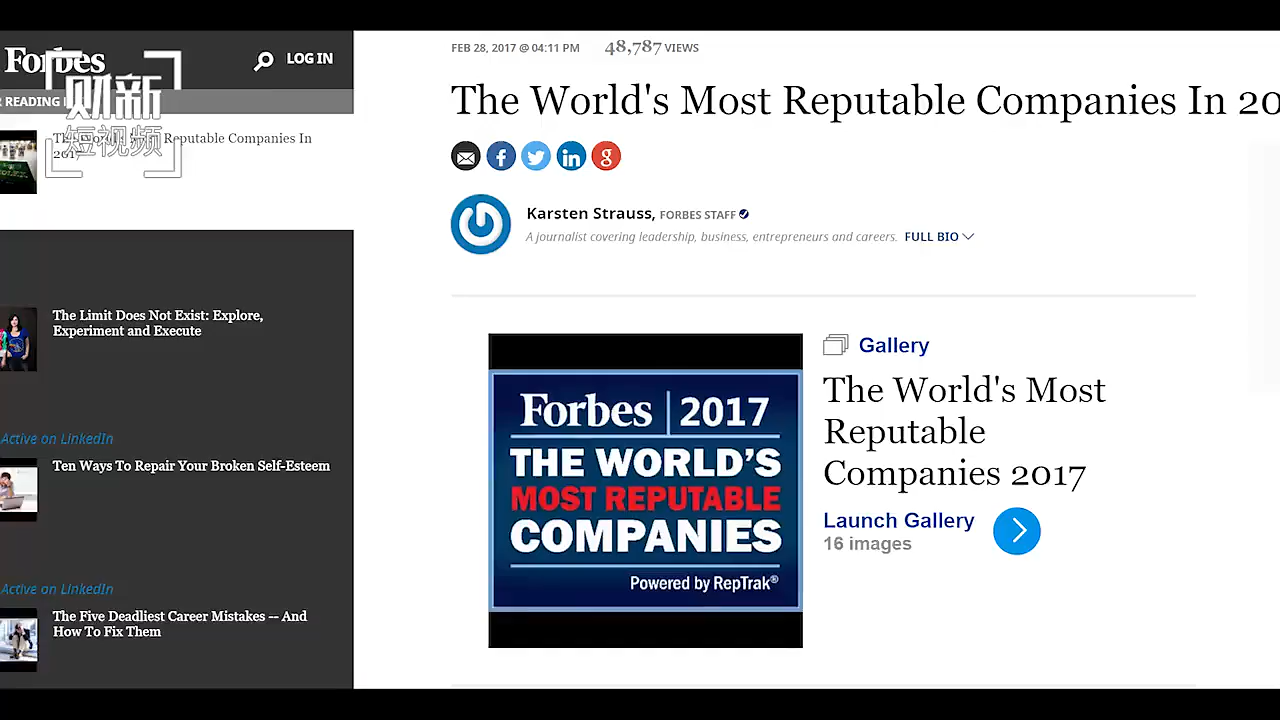 Forbes
LOG IN
财新
短视频
READING
The World's Most Reputable Companies In
2017
The Limit Does Not Exist: Explore,
Experiment and Execute
Active on LinkedIn
Ten Ways To Repair Your Broken Self-Esteem
Active on LinkedIn
The Five Deadliest Career Mistakes -- And
How To Fix Them
FEB 28, 2017 @ 04:11 PM 48,787 VIEWS
The World's Most Reputable Companies In 20
Karsten Strauss, FORBES STAFF
A journalist covering leadership, business, entrepreneurs and careers. FULL BIO
Forbes 2017
THE WORLD'S
MOST REPUTABLE
COMPANIES
Powered by RepTrak®
Gallery
The World's Most
Reputable
Companies 2017
Launch Gallery
16 images